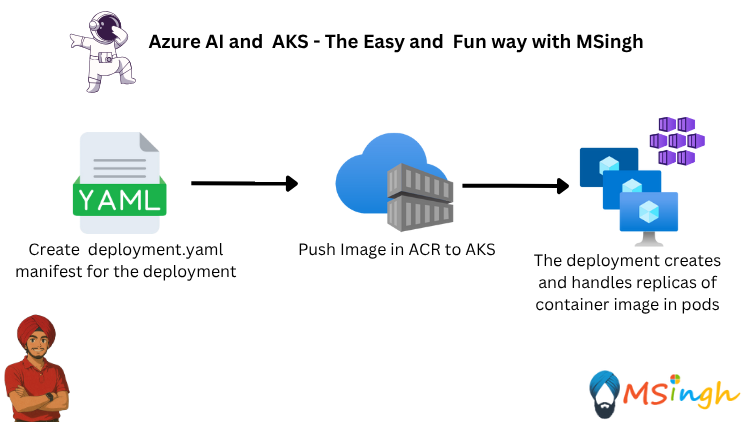 Azure AI and  AKS - The Easy and  Fun way with MSingh
YAML
Create  deployment.yaml
manifest for the deployment
Push Image in ACR to AKS
The deployment creates
and handles replicas of
container image in pods
MSingh